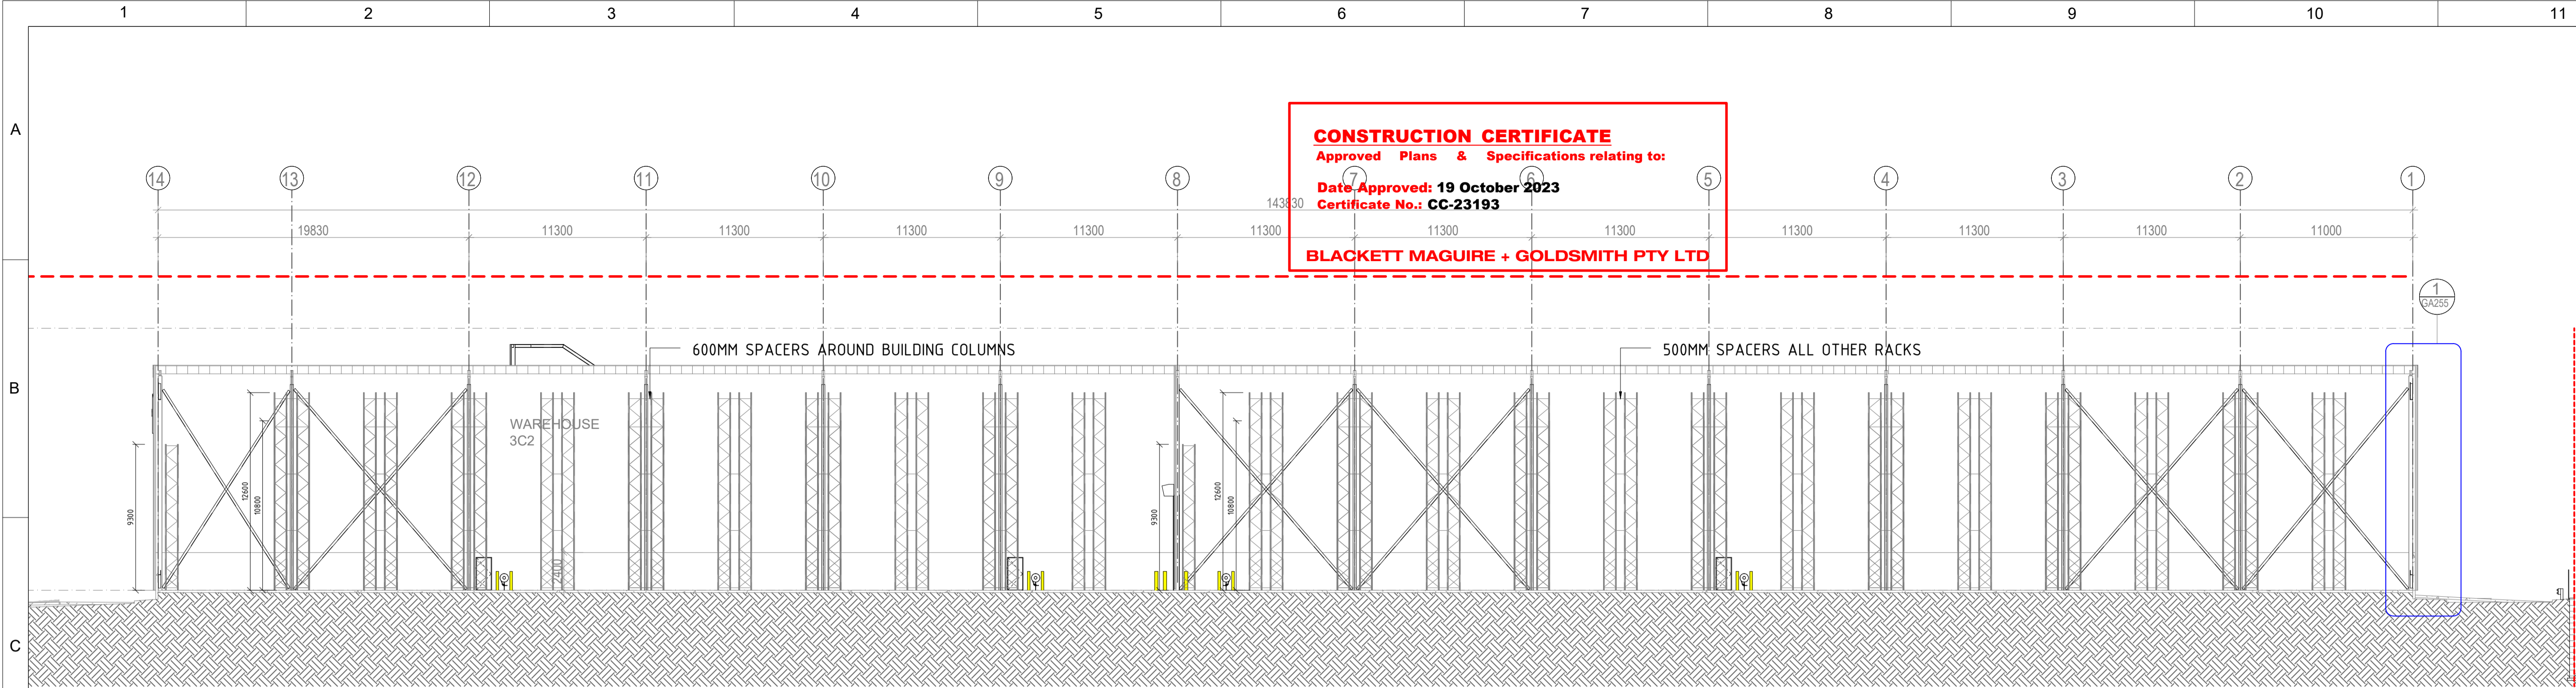 1 2 3 4 5 6 7 8 9 10 11
A
CONSTRUCTION CERTIFICATE
Approved Plans & Specifications relating to:
14 13 12 11 10 9 8 7 6 5 4 3 2 1
Date Approved: 19 October 2023
143830
Certificate No.: CC-23193
19830 11300 11300 11300 11300 11300 11300 11300 11300 11300 11300 11000
BLACKETT MAGUIRE + GOLDSMITH PTY LTD
1
GA255
600MM SPACERS AROUND BUILDING COLUMNS
500MM SPACERS ALL OTHER RACKS
B
WAREHOUSE
3C2
9300
12600
10800
9300
12600
10800
2400
C